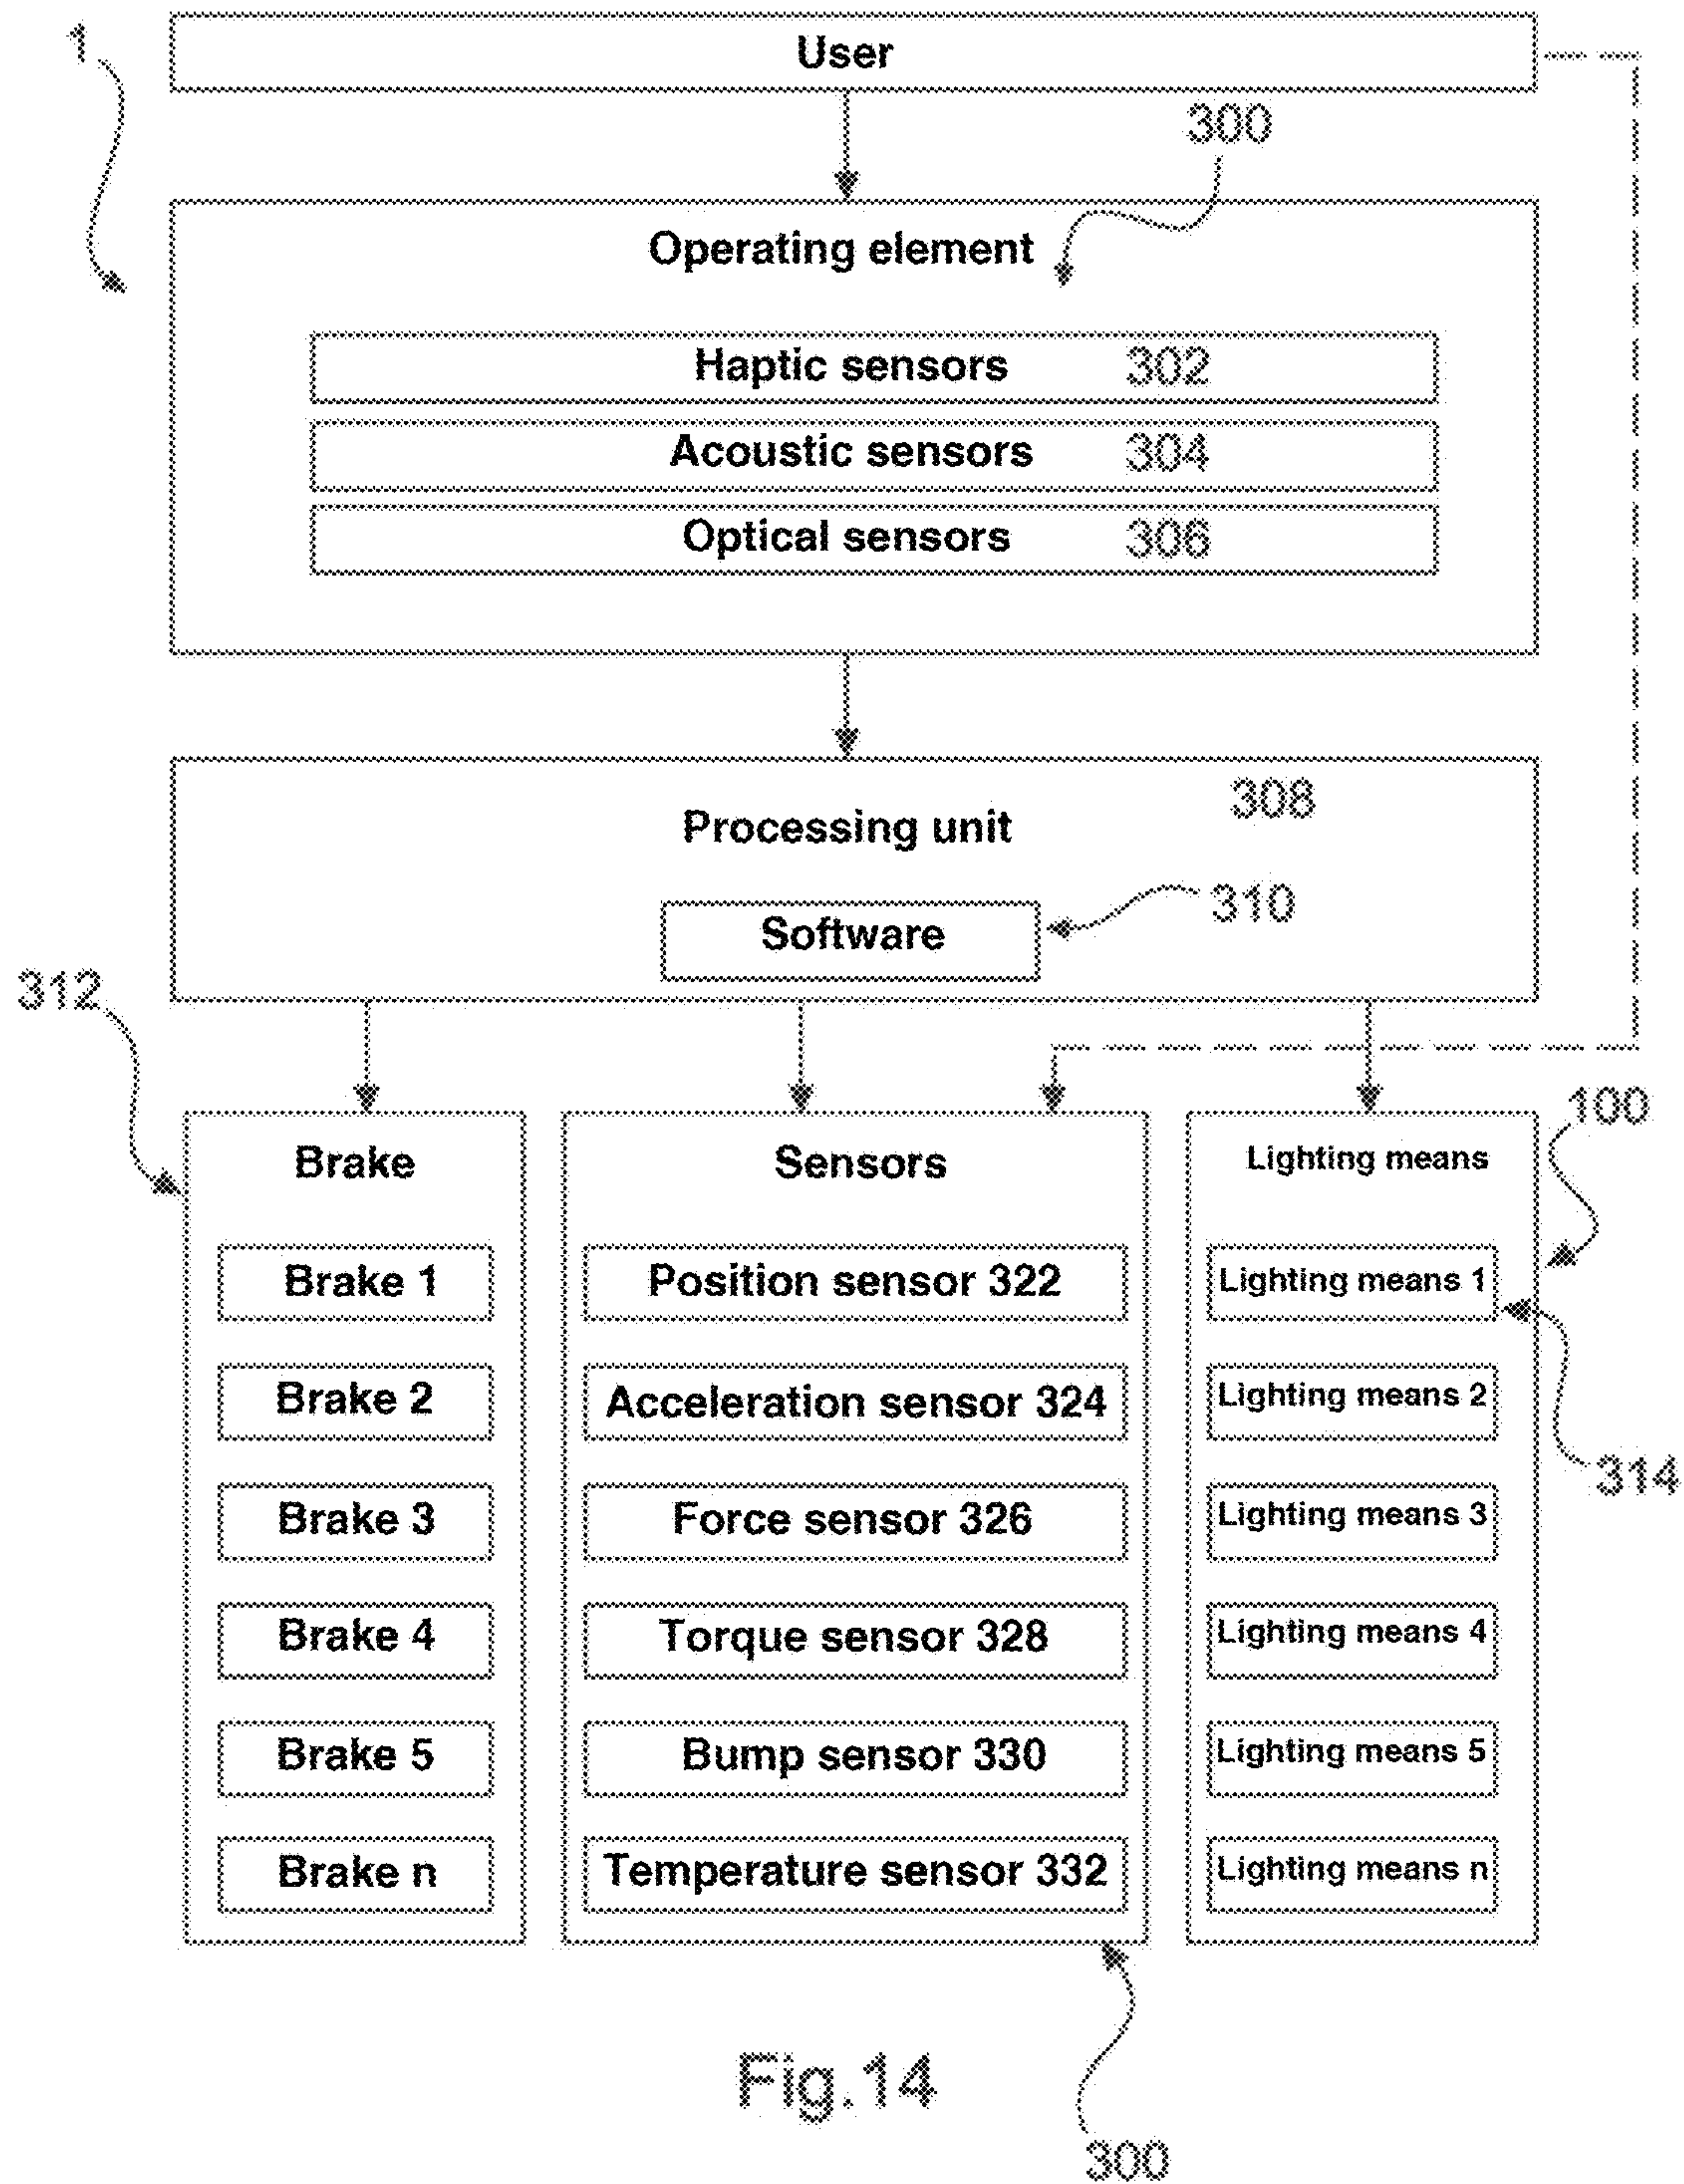 1
User
300
Operating element
Haptic sensors 302
Acoustic sensors 304
Optical sensors 306
308
Processing unit
310
Software
312
100
Brake
Brake 1
Brake 2
Brake 3
Brake 4
Brake 5
Brake n
Sensors
Position sensor 322
Acceleration sensor 324
Force sensor 326
Torque sensor 328
Bump sensor 330
Temperature sensor 332
Lighting means
Lighting means 1
Lighting means 2
Lighting means 3
Lighting means 4
Lighting means 5
Lighting means n
314
Fig.14
300